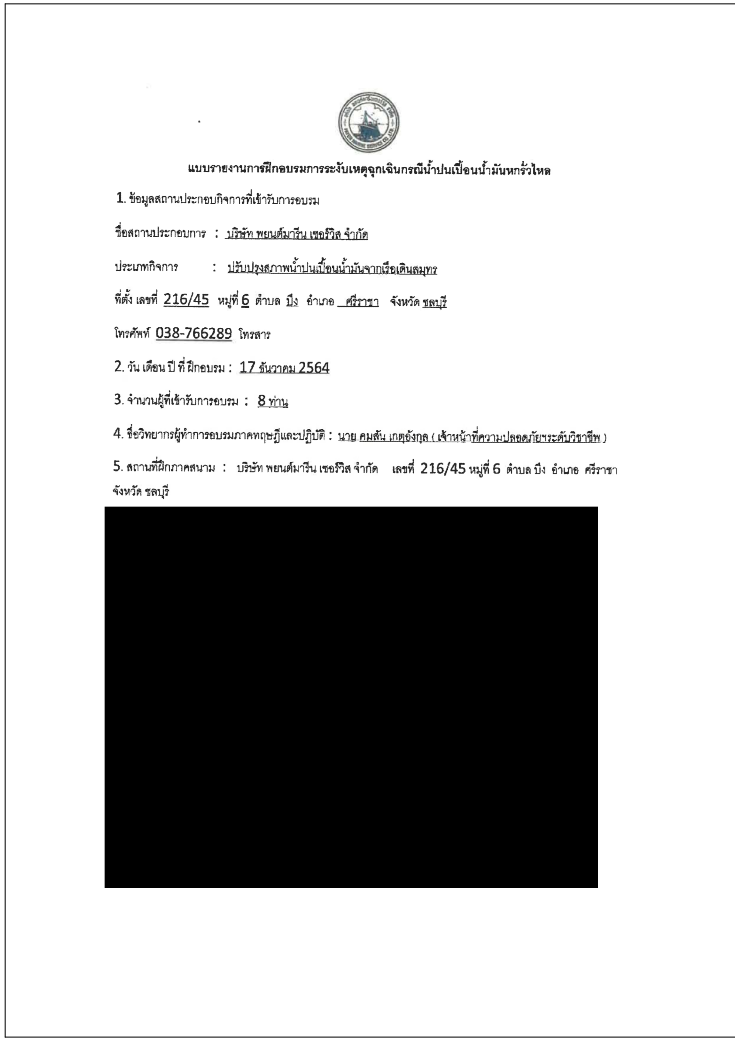 แบบรายงานการฝึกอบรมการระงับเหตุฉุกเฉินกรณีน้ำปนเปื้อนน้ำมันหกรั่วไหล
1. ข้อมูลสถานประกอบกิจการที่เข้ารับการอบรม
ชื่อสถานประกอบการ : บริษัท พยนต์มารีน เซอร์วิส จำกัด
ประเภทกิจการ : ปรับปรุงสภาพน้ำปนเปื้อนน้ำมันจากเรือเดินสมุทร
ที่ตั้ง เลขที่ 216/45 หมู่ที่ 6 ตำบล บึง อำเภอ ศรีราชา จังหวัด ชลบุรี
โทรศัพท์ 038-766289 โทรสาร
2. วัน เดือน ปี ที่ ฝึกอบรม : 17 ธันวาคม 2564
3. จำนวนผู้ที่เข้ารับการอบรม : 8 ท่าน
4. ชื่อวิทยากรผู้ทำการอบรมภาคทฤษฎีและปฏิบัติ : นาย คมสัน เกตุอังกุล ( เจ้าหน้าที่ความปลอดภัยฯระดับวิชาชีพ )
5. สถานที่ฝึกภาคสนาม : บริษัท พยนต์มารีน เซอร์วิส จำกัด เลขที่ 216/45 หมู่ที่ 6 ตำบล บึง อำเภอ ศรีราชา
จังหวัด ชลบุรี